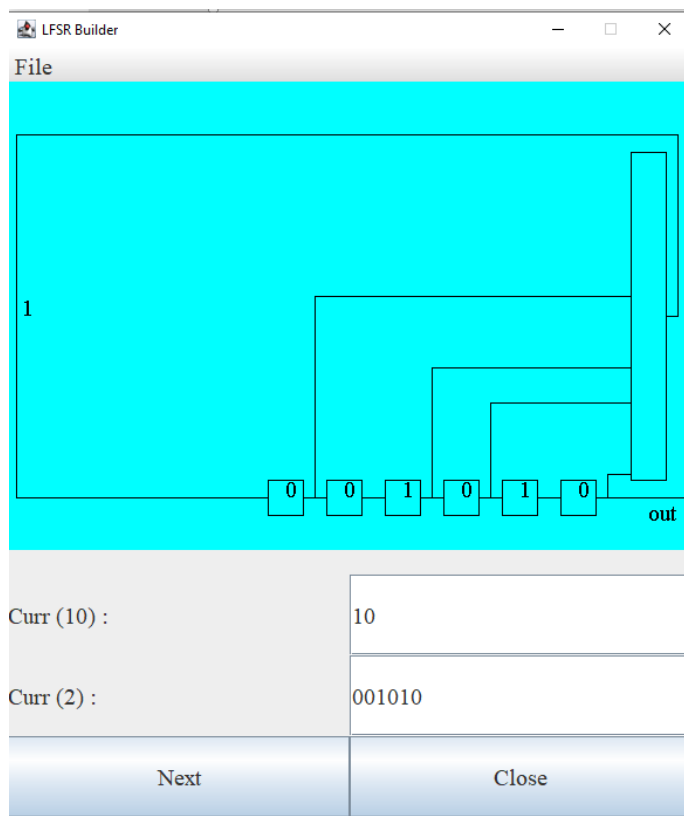 LFSR Builder
File
1
0 0 1 0 1 0
out
Curr (10) : 10
Curr (2) : 001010
Next Close